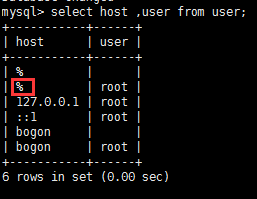 mysql> select host ,user from user;
+-----------+------+
| host      | user |
+-----------+------+
| %         |      |
| %         | root |
| 127.0.0.1 | root |
| ::1       | root |
| bogon     |      |
| bogon     | root |
+-----------+------+
6 rows in set (0.00 sec)